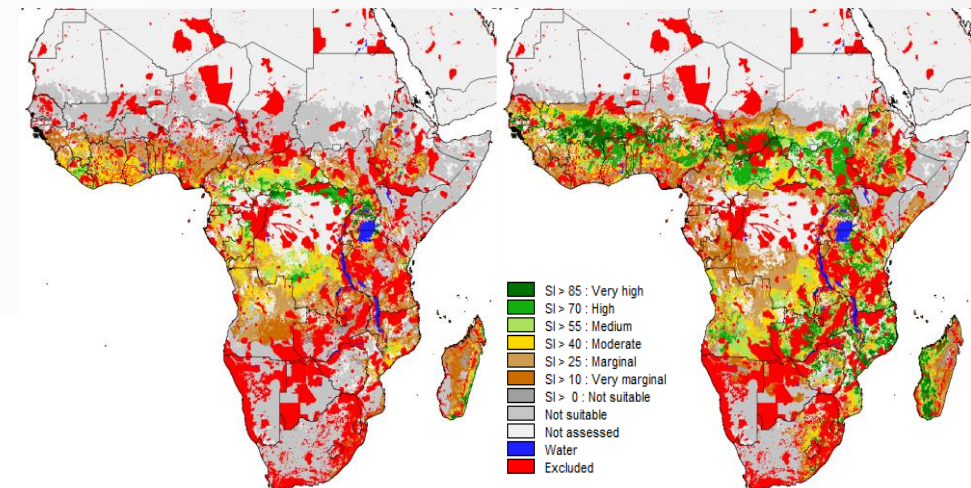 SI > 85 : Very high
SI > 70 : High
SI > 55 : Medium
SI > 40 : Moderate
SI > 25 : Marginal
SI > 10 : Very marginal
SI > 0 : Not suitable
Not suitable
Not assessed
Water
Excluded